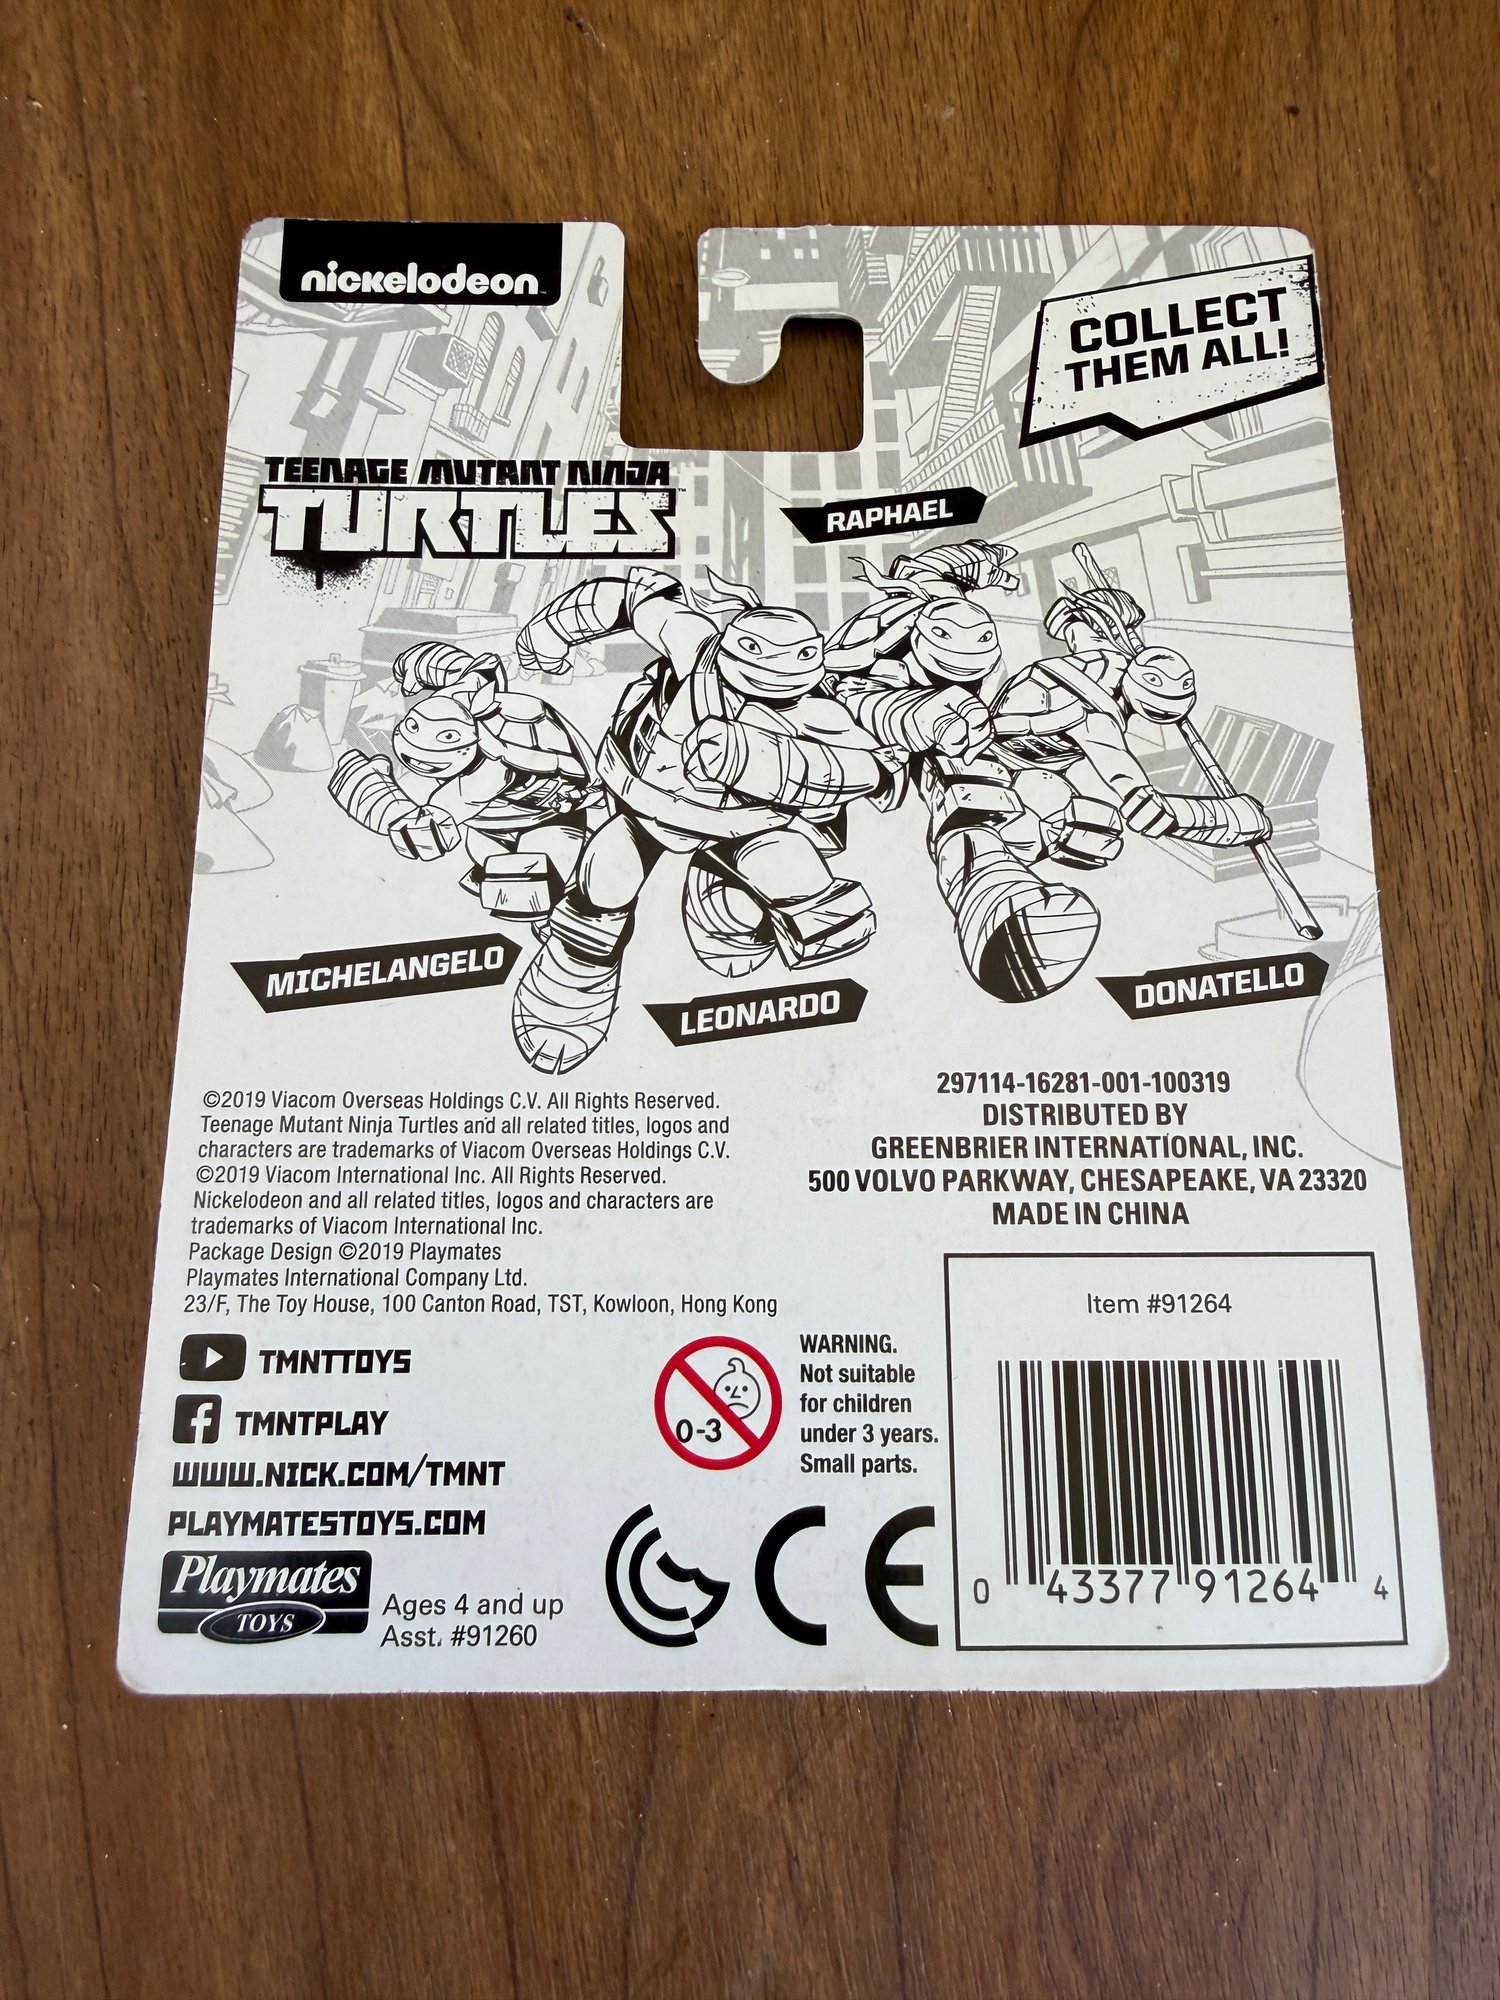 nickelodeon
COLLECT
THEM ALL!
TEENAGE MUTANT NINJA
TURTLES™
RAPHAEL
MICHELANGELO
LEONARDO
DONATELLO
©2019 Viacom Overseas Holdings C.V. All Rights Reserved.
Teenage Mutant Ninja Turtles and all related titles, logos and
characters are trademarks of Viacom Overseas Holdings C.V.
©2019 Viacom International Inc. All Rights Reserved.
Nickelodeon and all related titles, logos and characters are
trademarks of Viacom International Inc.
Package Design ©2019 Playmates
Playmates International Company Ltd.
23/F, The Toy House, 100 Canton Road, TST, Kowloon, Hong Kong
297114-16281-001-100319
DISTRIBUTED BY
GREENBRIER INTERNATIONAL, INC.
500 VOLVO PARKWAY, CHESAPEAKE, VA 23320
MADE IN CHINA
TMNTTOYS
TMNTPLAY
WWW.NICK.COM/TMNT
PLAYMATESTOYS.COM
Playmates
TOYS
Ages 4 and up
Asst. #91260
0-3
WARNING.
Not suitable
for children
under 3 years.
Small parts.
CE
Item #91264
0 43377 91264 4